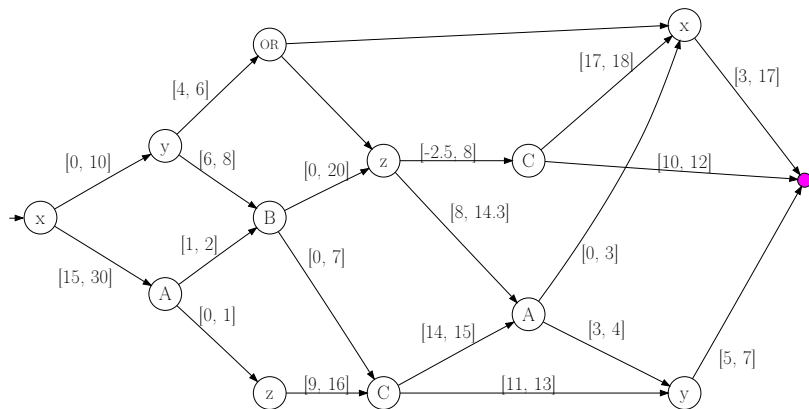 x
OR
[17, 18]
[3, 17]
[4, 6]
y
[0, 10]
[6, 8]
[0, 20]
z
[-2.5, 8]
C
[10, 12]
x
B
[8, 14.3]
[1, 2]
[0, 7]
[0, 3]
[15, 30]
A
[0, 1]
A
[14, 15]
[3, 4]
[5, 7]
z
[9, 16]
C
[11, 13]
y